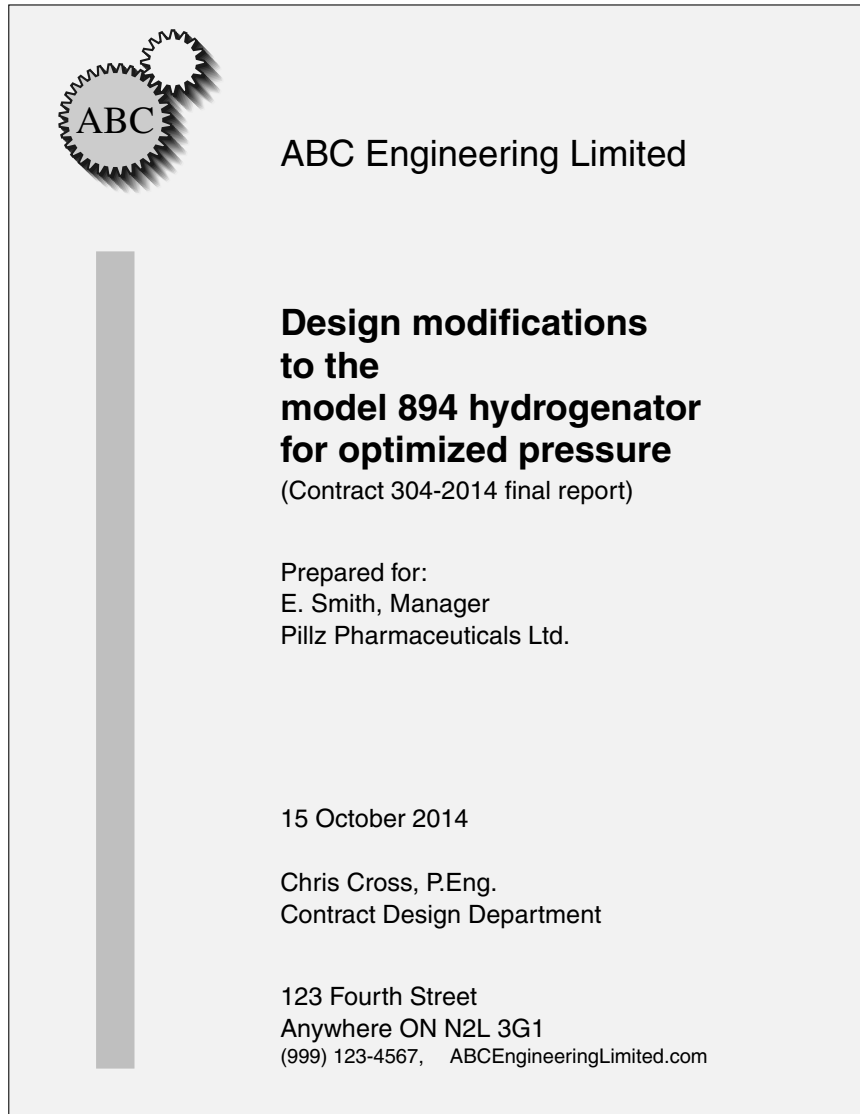 ABC
ABC Engineering Limited
Design modifications
to the
model 894 hydrogenator
for optimized pressure
(Contract 304-2014 final report)
Prepared for:
E. Smith, Manager
Pillz Pharmaceuticals Ltd.
15 October 2014
Chris Cross, P.Eng.
Contract Design Department
123 Fourth Street
Anywhere ON N2L 3G1
(999) 123-4567, ABCEngineeringLimited.com